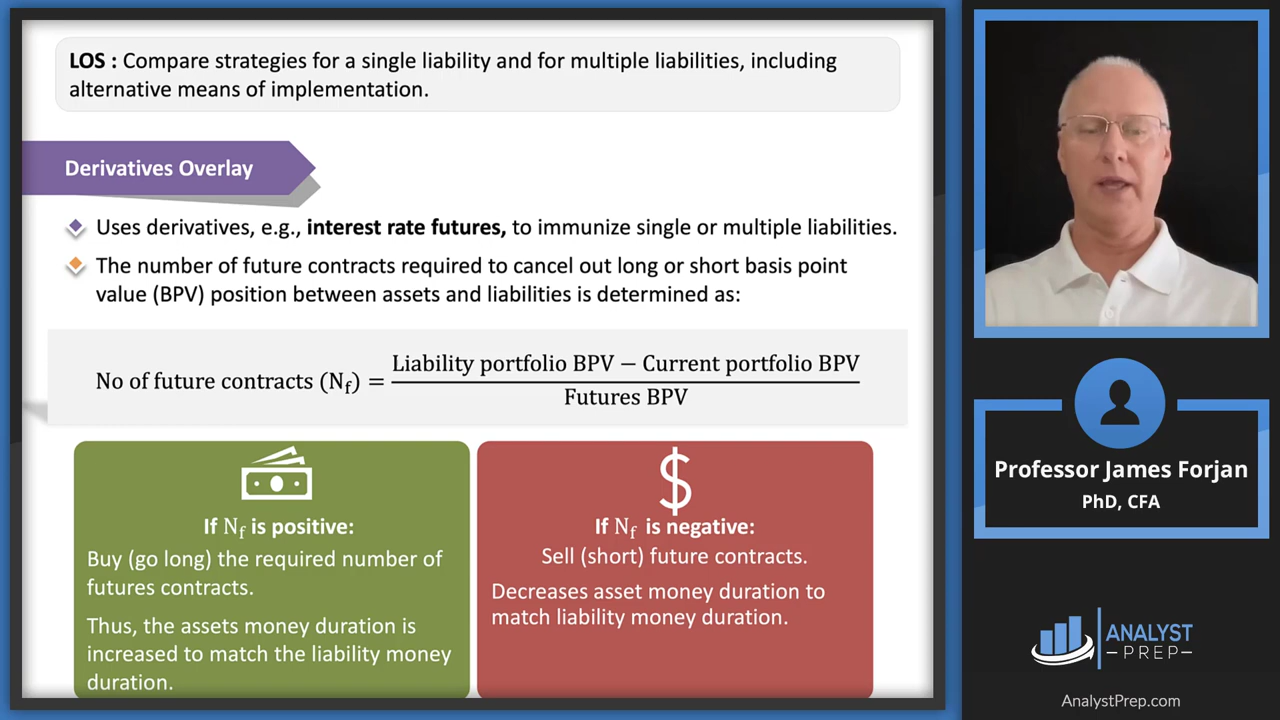 LOS : Compare strategies for a single liability and for multiple liabilities, including
alternative means of implementation.
Derivatives Overlay
Uses derivatives, e.g., interest rate futures, to immunize single or multiple liabilities.
The number of future contracts required to cancel out long or short basis point
value (BPV) position between assets and liabilities is determined as:
No of future contracts (Nf) = Liability portfolio BPV − Current portfolio BPV
Futures BPV
If Nf is positive:
Buy (go long) the required number of
futures contracts.
Thus, the assets money duration is
increased to match the liability money
duration.
$
If Nf is negative:
Sell (short) future contracts.
Decreases asset money duration to
match liability money duration.
Professor James Forjan
PhD, CFA
ANALYST
PREP
AnalystPrep.com